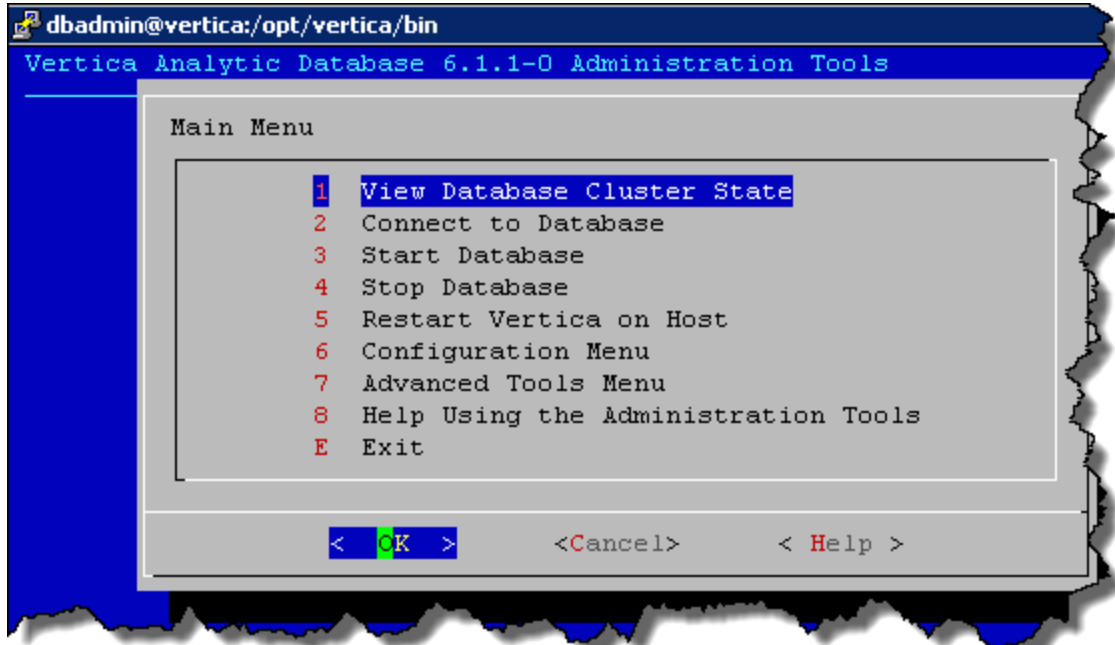 dbadmin@vertica:/opt/vertica/bin
Vertica Analytic Database 6.1.1-0 Administration Tools
Main Menu
1 View Database Cluster State
2 Connect to Database
3 Start Database
4 Stop Database
5 Restart Vertica on Host
6 Configuration Menu
7 Advanced Tools Menu
8 Help Using the Administration Tools
E Exit
< OK > <Cancel> < Help >